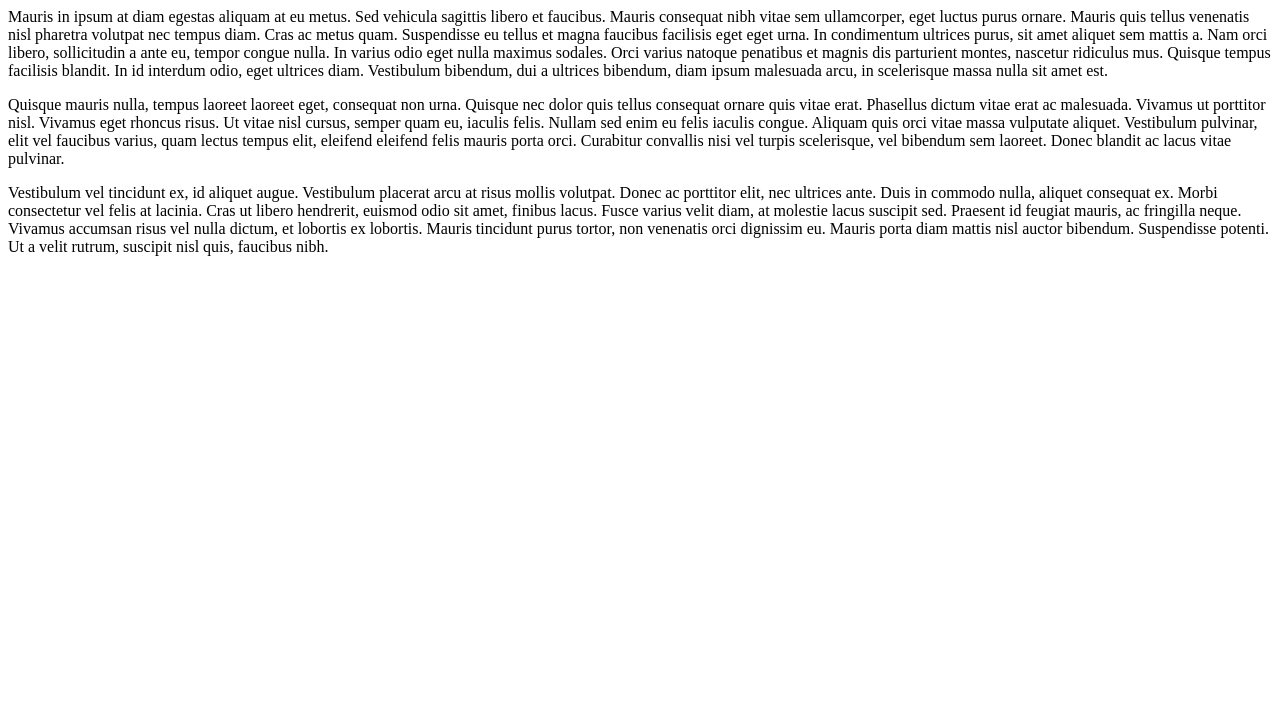 Mauris in ipsum at diam egestas aliquam at eu metus. Sed vehicula sagittis libero et faucibus. Mauris consequat nibh vitae sem ullamcorper, eget luctus purus ornare. Mauris quis tellus venenatis
nisl pharetra volutpat nec tempus diam. Cras ac metus quam. Suspendisse eu tellus et magna faucibus facilisis eget eget urna. In condimentum ultrices purus, sit amet aliquet sem mattis a. Nam orci
libero, sollicitudin a ante eu, tempor congue nulla. In varius odio eget nulla maximus sodales. Orci varius natoque penatibus et magnis dis parturient montes, nascetur ridiculus mus. Quisque tempus
facilisis blandit. In id interdum odio, eget ultrices diam. Vestibulum bibendum, dui a ultrices bibendum, diam ipsum malesuada arcu, in scelerisque massa nulla sit amet est.
Quisque mauris nulla, tempus laoreet laoreet eget, consequat non urna. Quisque nec dolor quis tellus consequat ornare quis vitae erat. Phasellus dictum vitae erat ac malesuada. Vivamus ut porttitor
nisl. Vivamus eget rhoncus risus. Ut vitae nisl cursus, semper quam eu, iaculis felis. Nullam sed enim eu felis iaculis congue. Aliquam quis orci vitae massa vulputate aliquet. Vestibulum pulvinar,
elit vel faucibus varius, quam lectus tempus elit, eleifend eleifend felis mauris porta orci. Curabitur convallis nisi vel turpis scelerisque, vel bibendum sem laoreet. Donec blandit ac lacus vitae
pulvinar.
Vestibulum vel tincidunt ex, id aliquet augue. Vestibulum placerat arcu at risus mollis volutpat. Donec ac porttitor elit, nec ultrices ante. Duis in commodo nulla, aliquet consequat ex. Morbi
consectetur vel felis at lacinia. Cras ut libero hendrerit, euismod odio sit amet, finibus lacus. Fusce varius velit diam, at molestie lacus suscipit sed. Praesent id feugiat mauris, ac fringilla neque.
Vivamus accumsan risus vel nulla dictum, et lobortis ex lobortis. Mauris tincidunt purus tortor, non venenatis orci dignissim eu. Mauris porta diam mattis nisl auctor bibendum. Suspendisse potenti.
Ut a velit rutrum, suscipit nisl quis, faucibus nibh.